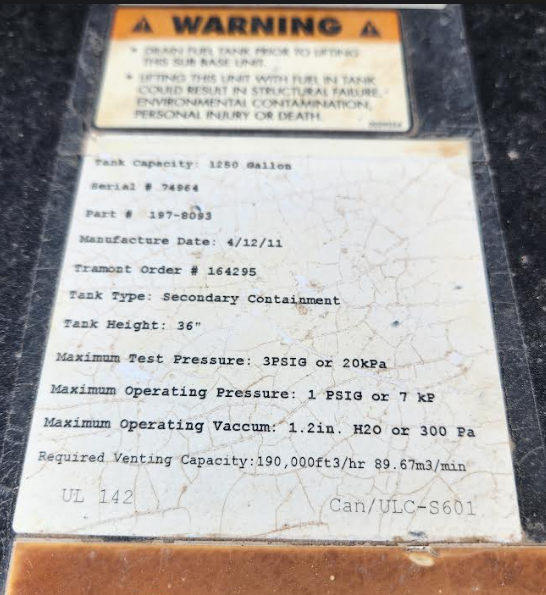 WARNING
• DRAIN FUEL TANK PRIOR TO LIFTING
THIS SUB BASE UNIT.
• LIFTING THIS UNIT WITH FUEL IN TANK
COULD RESULT IN STRUCTURAL FAILURE,
ENVIRONMENTAL CONTAMINATION,
PERSONAL INJURY OR DEATH.
Tank Capacity: 1250 Gallon
Serial # 74964
Part # 197-8093
Manufacture Date: 4/12/11
Tramont Order # 164295
Tank Type: Secondary Containment
Tank Height: 36"
Maximum Test Pressure: 3PSIG or 20kPa
Maximum Operating Pressure: 1 PSIG or 7 kP
Maximum Operating Vaccum: 1.2in. H2O or 300 Pa
Required Venting Capacity:190,000ft3/hr 89.67m3/min
UL 142
Can/ULC-S601